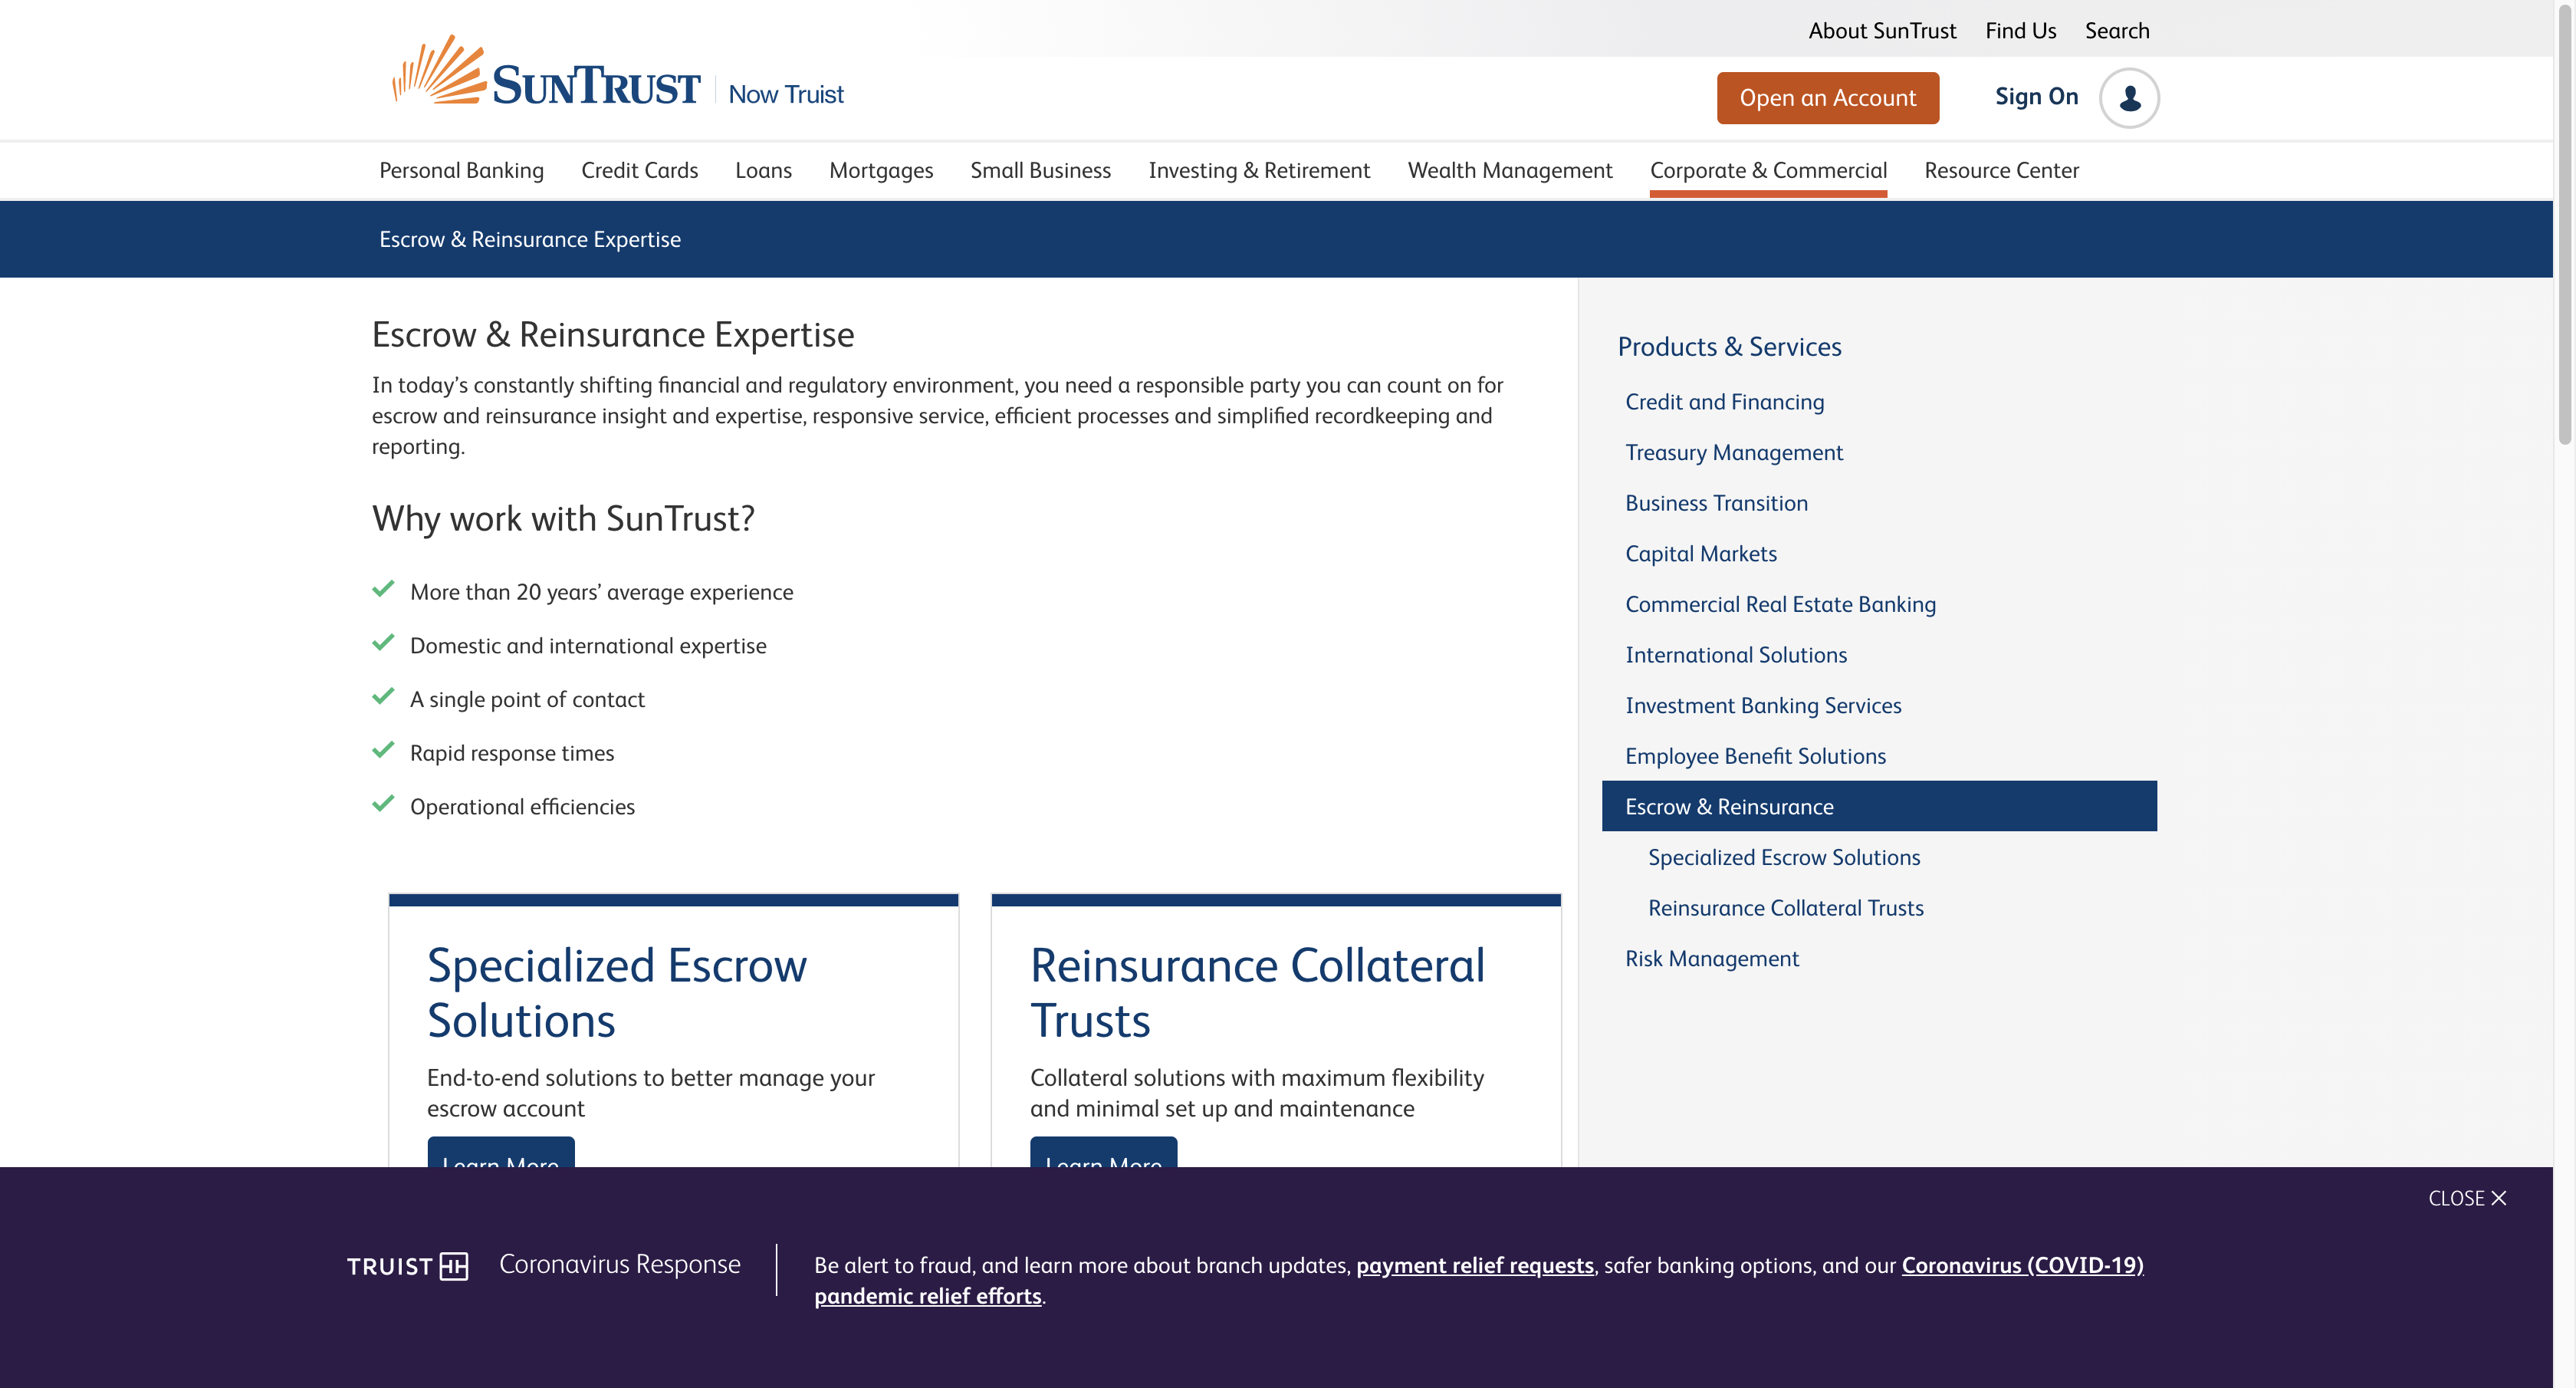 About SunTrust Find Us Search
SUNTRUST Now Truist
Open an Account Sign On
Personal Banking Credit Cards Loans Mortgages Small Business Investing & Retirement Wealth Management Corporate & Commercial Resource Center
Escrow & Reinsurance Expertise
Escrow & Reinsurance Expertise
In today's constantly shifting financial and regulatory environment, you need a responsible party you can count on for
escrow and reinsurance insight and expertise, responsive service, efficient processes and simplified recordkeeping and
reporting.
Why work with SunTrust?
More than 20 years' average experience
Domestic and international expertise
A single point of contact
Rapid response times
Operational efficiencies
Specialized Escrow
Solutions
End-to-end solutions to better manage your
escrow account
Learn More
Reinsurance Collateral
Trusts
Collateral solutions with maximum flexibility
and minimal set up and maintenance
Learn More
Products & Services
Credit and Financing
Treasury Management
Business Transition
Capital Markets
Commercial Real Estate Banking
International Solutions
Investment Banking Services
Employee Benefit Solutions
Escrow & Reinsurance
Specialized Escrow Solutions
Reinsurance Collateral Trusts
Risk Management
CLOSE
TRUIST Coronavirus Response
Be alert to fraud, and learn more about branch updates, payment relief requests, safer banking options, and our Coronavirus (COVID-19)
pandemic relief efforts.